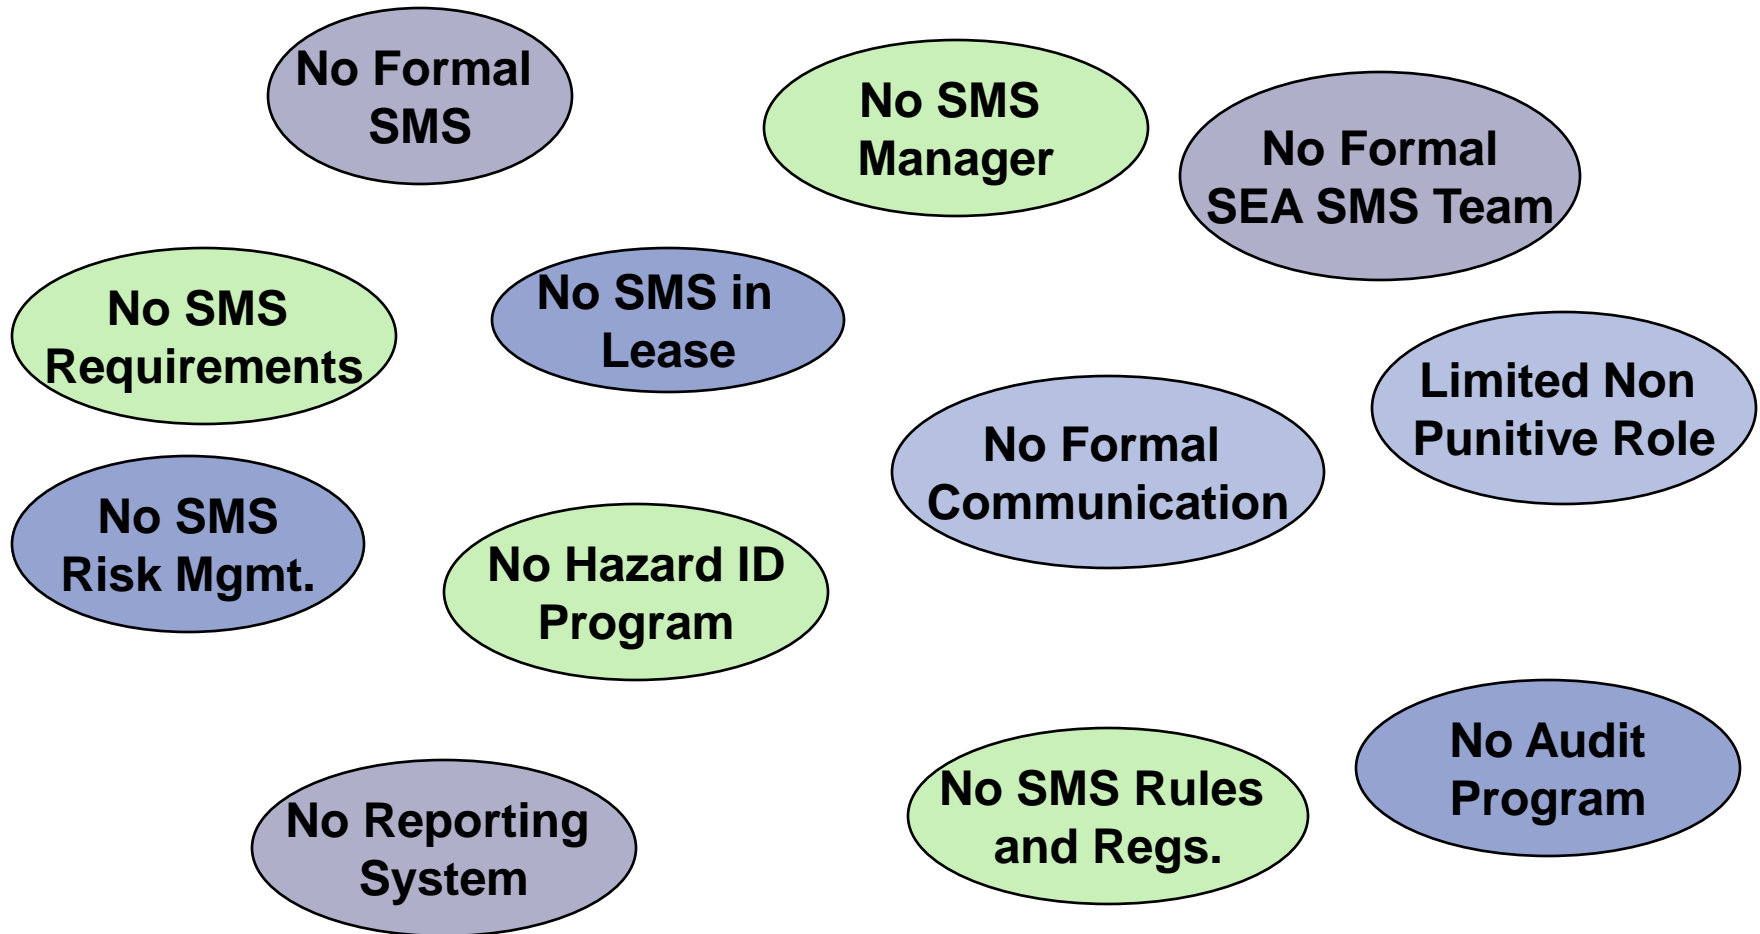 No Formal
SMS
No SMS
Manager
No Formal
SEA SMS Team
No SMS
Requirements
No SMS in
Lease
Limited Non
Punitive Role
No Formal
Communication
No SMS
Risk Mgmt.
No Hazard ID
Program
No Audit
Program
No SMS Rules
and Regs.
No Reporting
System